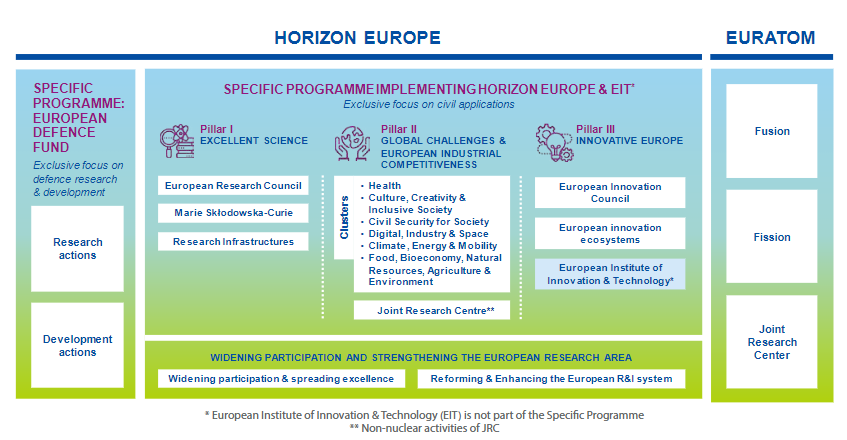 HORIZON EUROPE
EURATOM
SPECIFIC
PROGRAMME:
EUROPEAN
DEFENCE
FUND
Exclusive focus on
defence research
& development
Research
actions
Development
actions
SPECIFIC PROGRAMME IMPLEMENTING HORIZON EUROPE & EIT*
Exclusive focus on civil applications
Pillar I
EXCELLENT SCIENCE
European Research Council
Marie Skłodowska-Curie
Research Infrastructures
Pillar II
GLOBAL CHALLENGES &
EUROPEAN INDUSTRIAL
COMPETITIVENESS
Clusters
• Health
• Culture, Creativity &
Inclusive Society
• Civil Security for Society
• Digital, Industry & Space
• Climate, Energy & Mobility
• Food, Bioeconomy, Natural
Resources, Agriculture &
Environment
Joint Research Centre**
Pillar III
INNOVATIVE EUROPE
European Innovation
Council
European innovation
ecosystems
European Institute of
Innovation & Technology*
WIDENING PARTICIPATION AND STRENGTHENING THE EUROPEAN RESEARCH AREA
Widening participation & spreading excellence
Reforming & Enhancing the European R&I system
Fusion
Fission
Joint
Research
Center
* European Institute of Innovation & Technology (EIT) is not part of the Specific Programme
** Non-nuclear activities of JRC